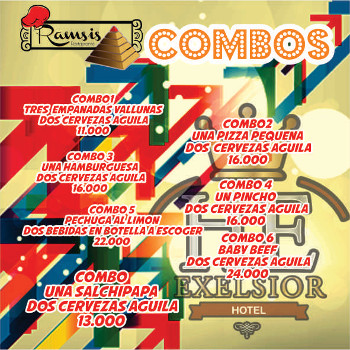 Ramsis
Restaurante
COMBOS
COMBO1
TRES EMPANADAS VALLUNAS
DOS CERVEZAS AGUILA
11.000
COMBO2
UNA PIZZA PEQUENA
DOS CERVEZAS AGUILA
16.000
COMBO 3
UNA HAMBURGUESA
DOS CERVEZAS AGUILA
16.000
COMBO 4
UN PINCHO
DOS CERVEZAS AGUILA
16.000
COMBO 5
PECHUGA AL LIMON
DOS BEBIDAS EN BOTELLA A ESCOGER
22.000
COMBO 6
BABY BEEF
DOS CERVEZAS AGUILA
24.000
COMBO
UNA SALCHIPAPA
DOS CERVEZAS AGUILA
13.000
HE
EXELSIOR
HOTEL